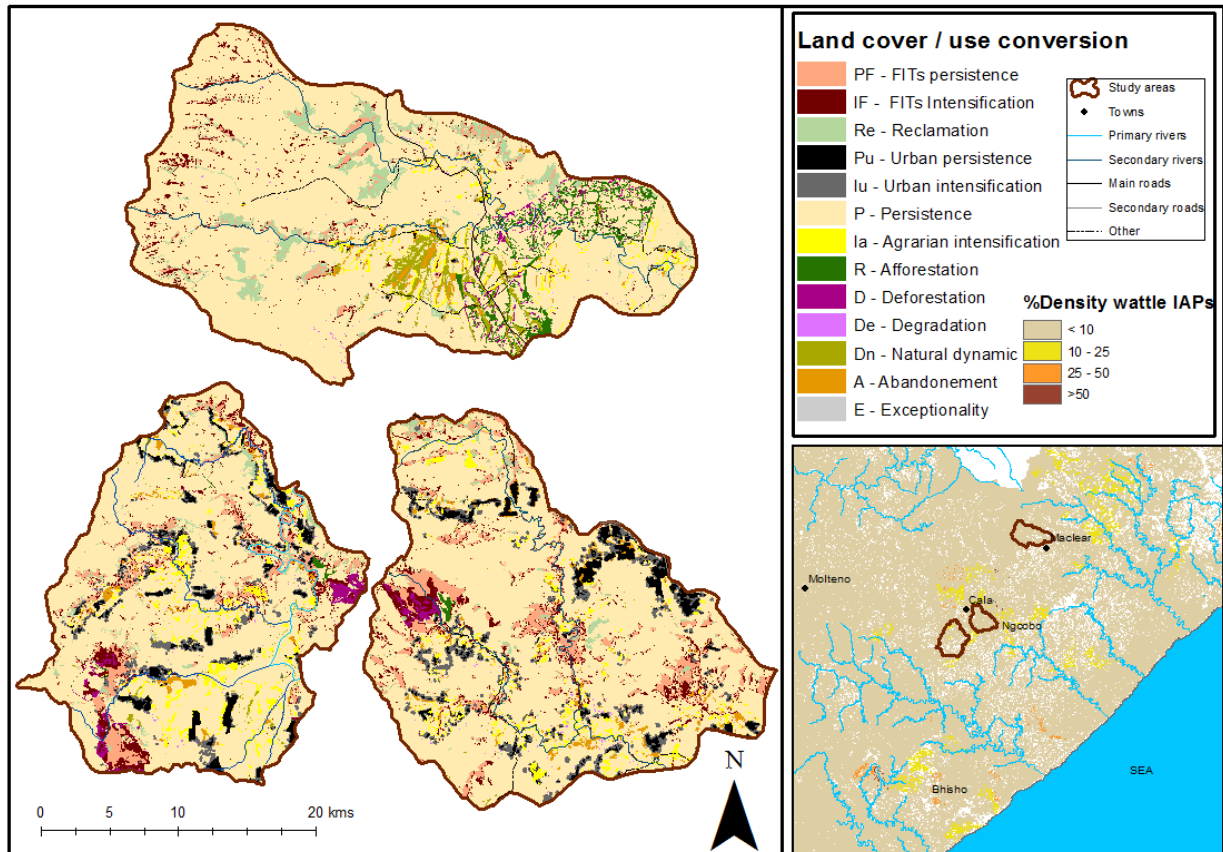 Land cover / use conversion
PF - FITs persistence
IF - FITs Intensification
Re - Reclamation
Pu - Urban persistence
Iu - Urban intensification
P - Persistence
Ia - Agrarian intensification
R - Afforestation
D - Deforestation
De - Degradation
Dn - Natural dynamic
A - Abandonement
E - Exceptionality
Study areas
Towns
Primary rivers
Secondary rivers
Main roads
Secondary roads
Other
%Density wattle IAPs
< 10
10 - 25
25 - 50
>50
Maclear
Molteno
Cala
Ngcobo
SEA
Bhisho
N
0 5 10 20 kms